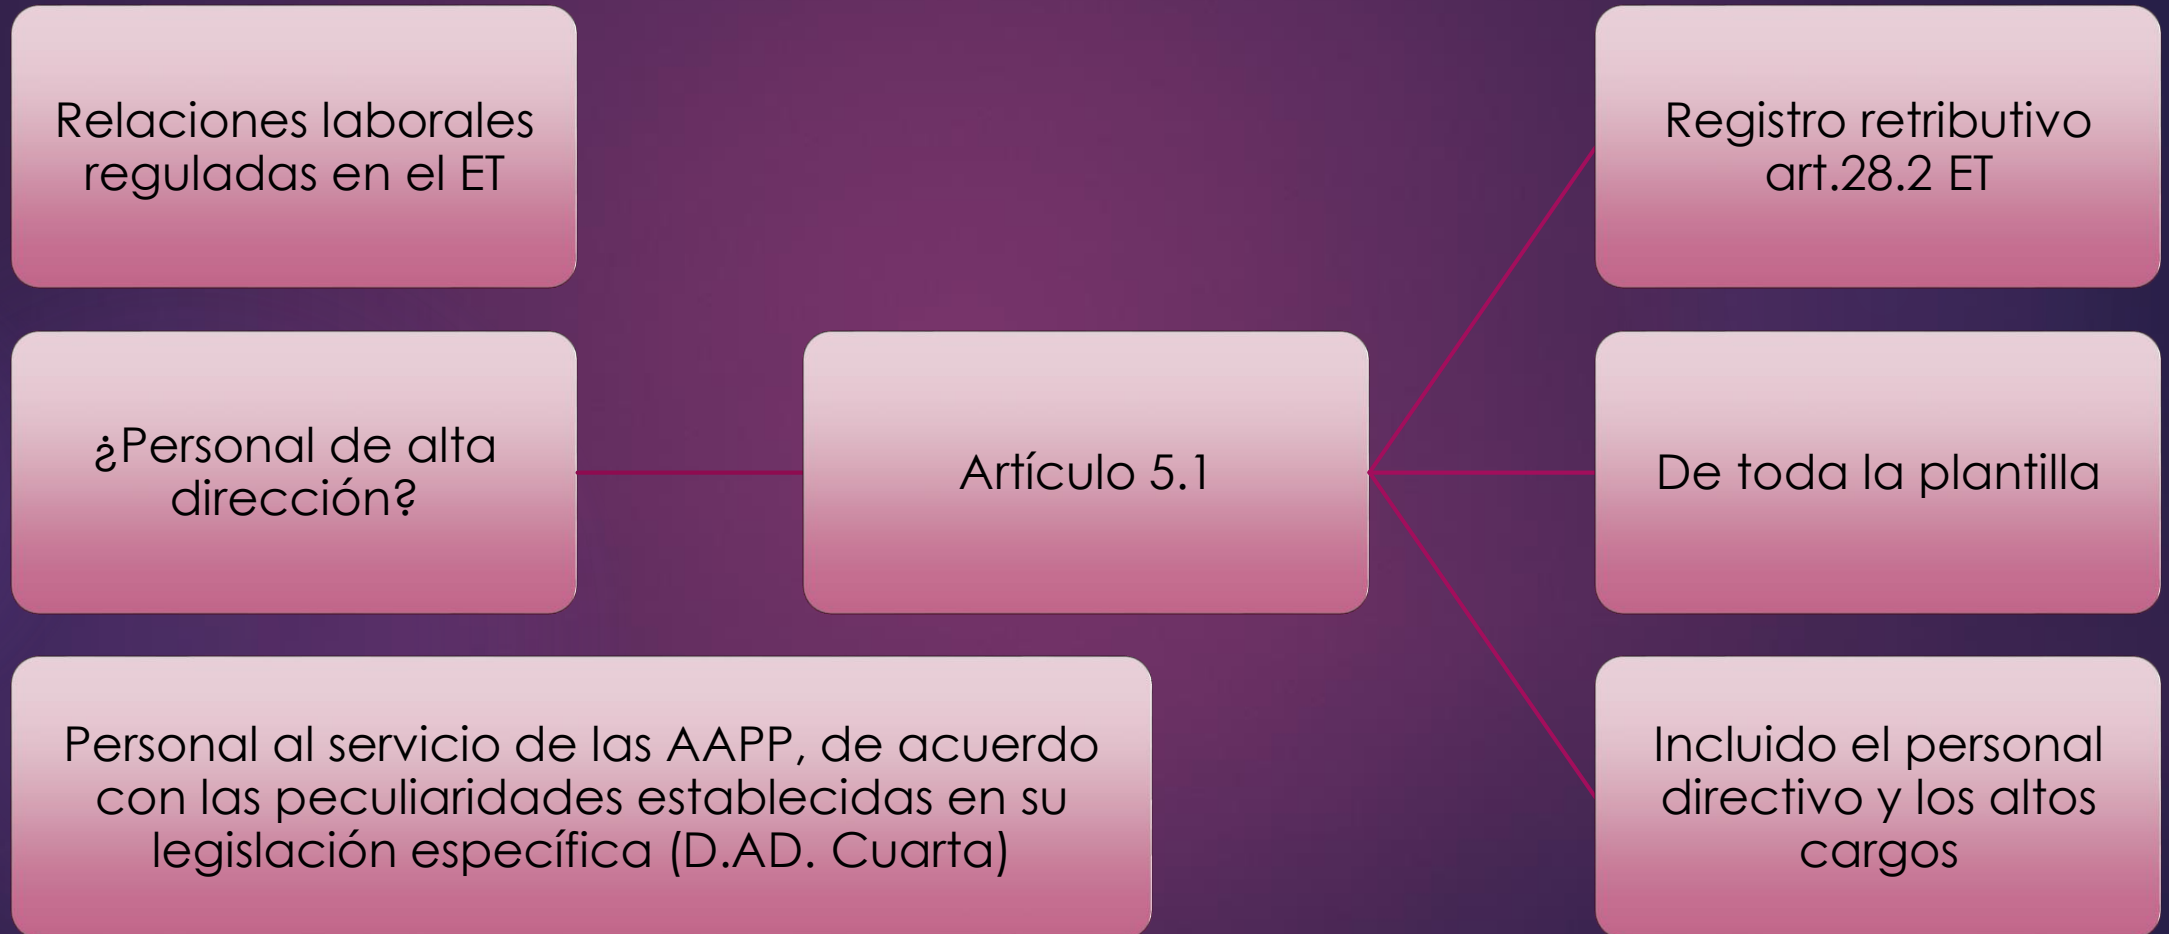 Relaciones laborales
reguladas en el ET
¿Personal de alta
dirección?
Personal al servicio de las AAPP, de acuerdo
con las peculiaridades establecidas en su
legislación específica (D.AD. Cuarta)
Artículo 5.1
Registro retributivo
art.28.2 ET
De toda la plantilla
Incluido el personal
directivo y los altos
cargos